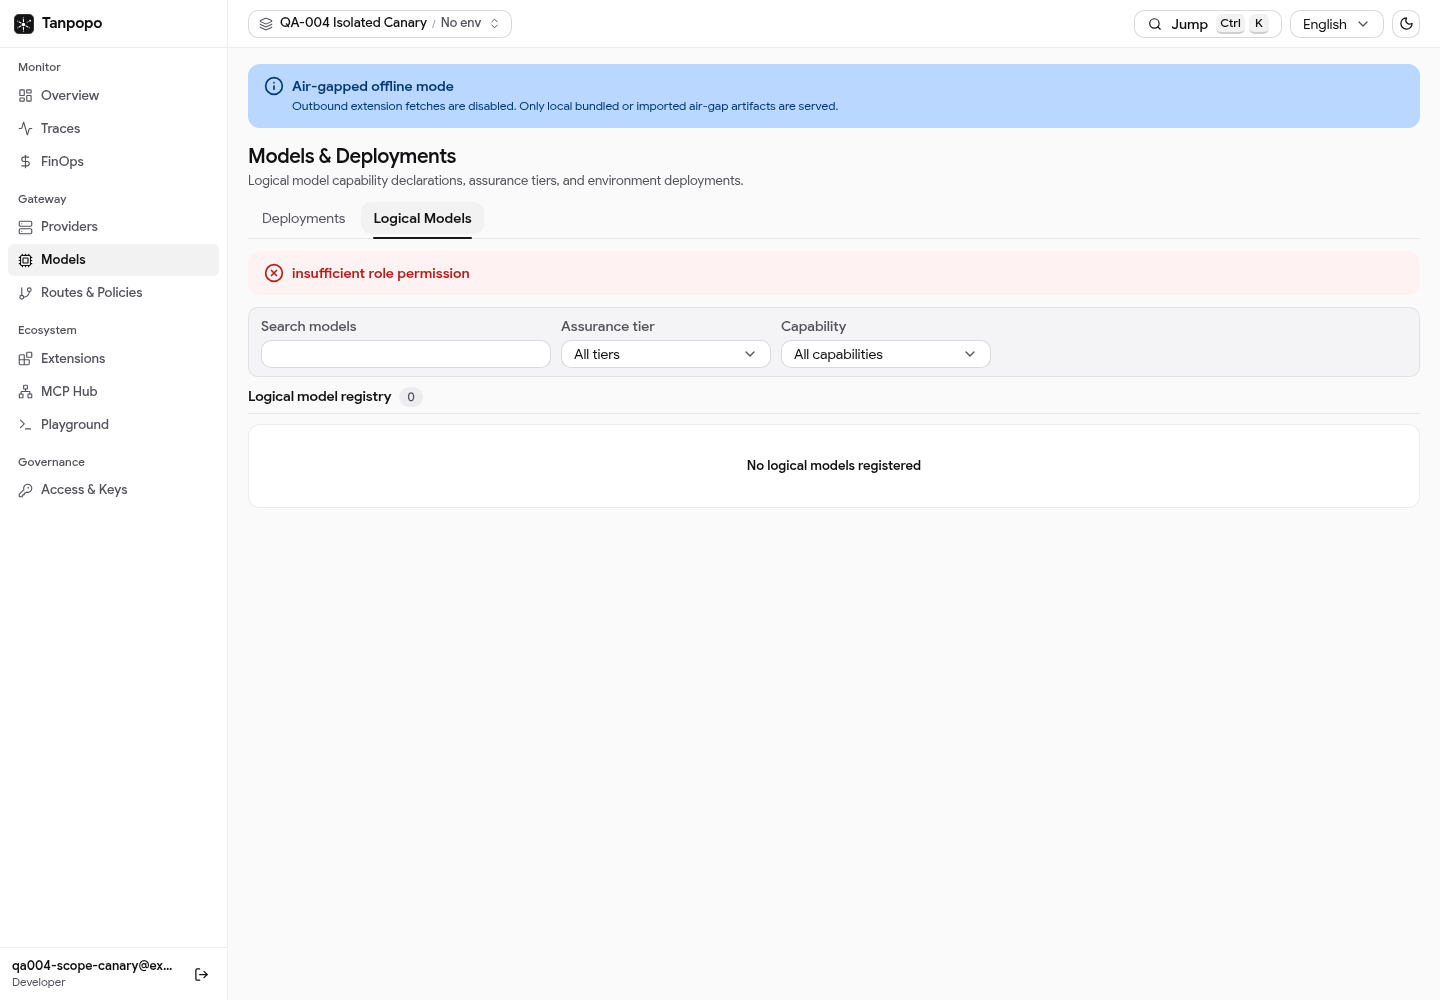 Tanpopo
QA-004 Isolated Canary / No env
Jump Ctrl K
English
Monitor
Overview
Traces
FinOps
Gateway
Providers
Models
Routes & Policies
Ecosystem
Extensions
MCP Hub
Playground
Governance
Access & Keys
qa004-scope-canary@ex...
Developer
Air-gapped offline mode
Outbound extension fetches are disabled. Only local bundled or imported air-gap artifacts are served.
Models & Deployments
Logical model capability declarations, assurance tiers, and environment deployments.
Deployments Logical Models
insufficient role permission
Search models Assurance tier Capability
All tiers All capabilities
Logical model registry 0
No logical models registered